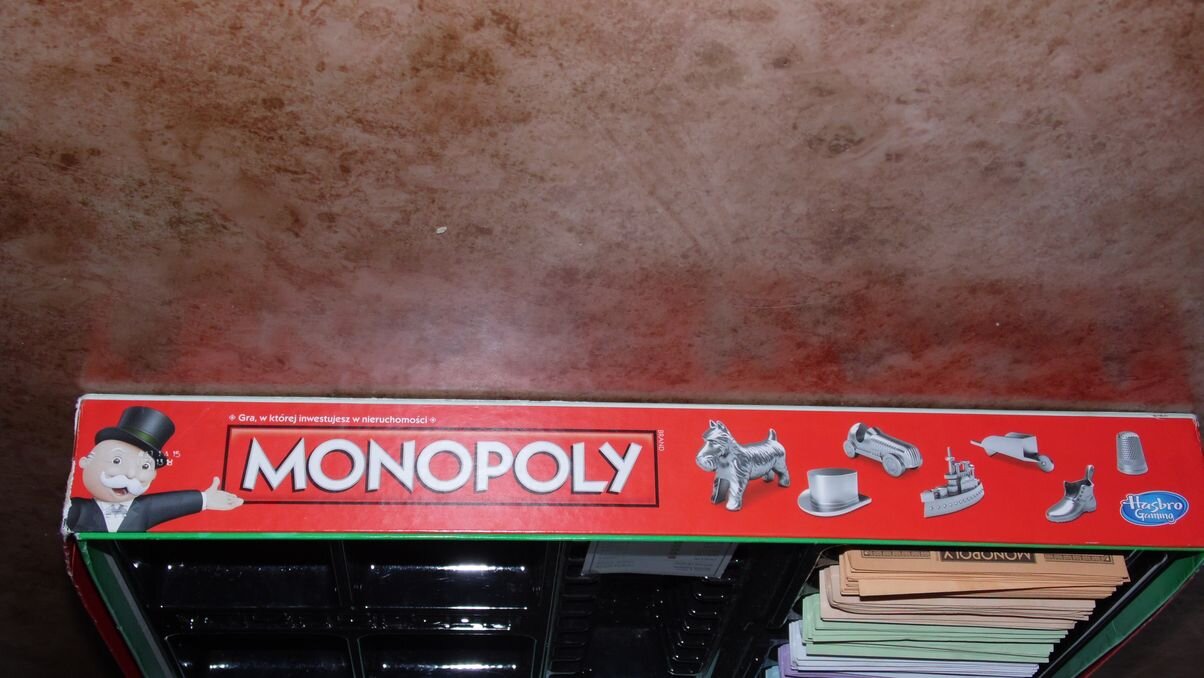 Gra, w której inwestujesz w nieruchomości
MONOPOLY
BRAND
Hasbro
Gaming
MONOPOLY